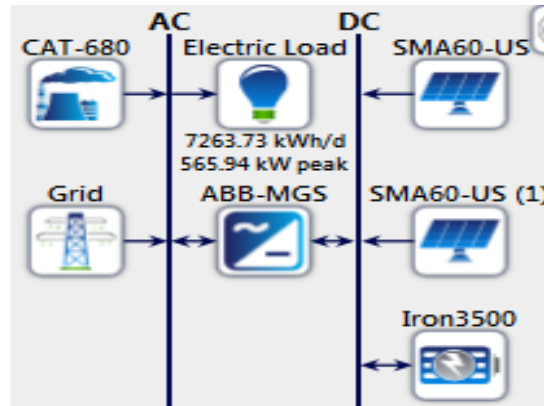 AC DC
CAT-680 Electric Load SMA60-US
7263.73 kWh/d
565.94 kW peak
Grid ABB-MGS SMA60-US (1)
Iron3500